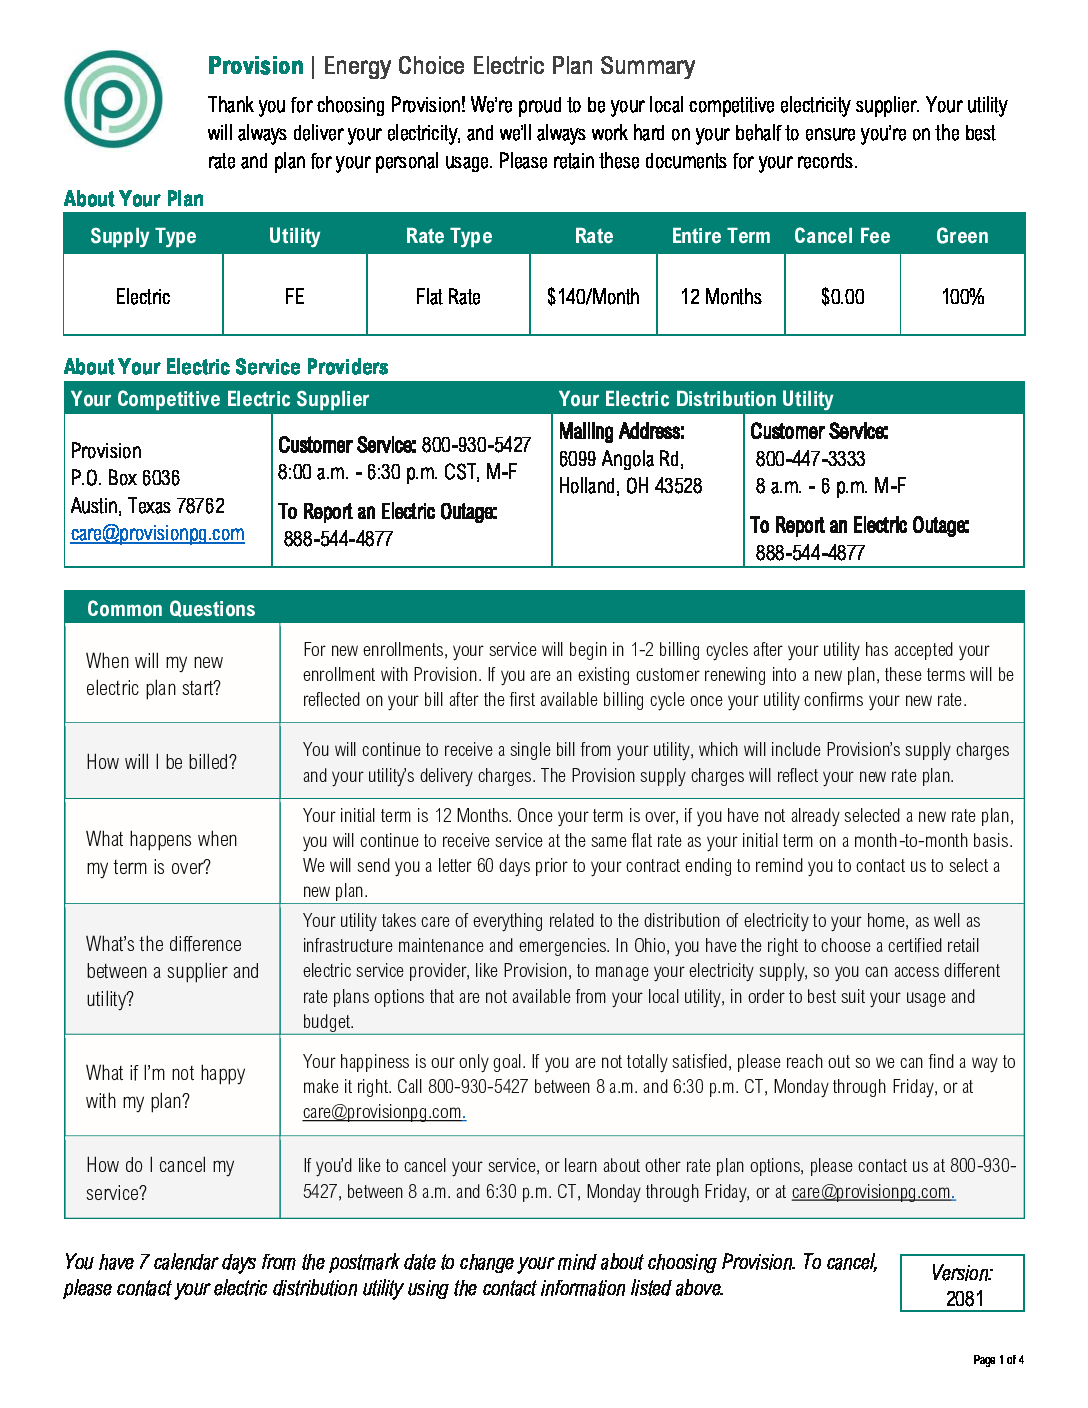 Provision | Energy Choice Electric Plan Summary
Thank you for choosing Provision! We're proud to be your local competitive electricity supplier. Your utility
will always deliver your electricity, and we'll always work hard on your behalf to ensure you're on the best
rate and plan for your personal usage. Please retain these documents for your records.
About Your Plan
Supply Type Utility Rate Type Rate Entire Term Cancel Fee Green
Electric FE Flat Rate $140/Month 12 Months $0.00 100%
About Your Electric Service Providers
Your Competitive Electric Supplier
Provision
P.O. Box 6036
Austin, Texas 78762
care@provisionpg.com
Customer Service: 800-930-5427
8:00 a.m. - 6:30 p.m. CST, M-F
To Report an Electric Outage:
888-544-4877
Your Electric Distribution Utility
Mailing Address:
6099 Angola Rd,
Holland, OH 43528
Customer Service:
800-447-3333
8 a.m. - 6 p.m. M-F
To Report an Electric Outage:
888-544-4877
Common Questions
When will my new
electric plan start?
For new enrollments, your service will begin in 1-2 billing cycles after your utility has accepted your
enrollment with Provision. If you are an existing customer renewing into a new plan, these terms will be
reflected on your bill after the first available billing cycle once your utility confirms your new rate.
How will I be billed?
You will continue to receive a single bill from your utility, which will include Provision's supply charges
and your utility's delivery charges. The Provision supply charges will reflect your new rate plan.
What happens when
my term is over?
Your initial term is 12 Months. Once your term is over, if you have not already selected a new rate plan,
you will continue to receive service at the same flat rate as your initial term on a month-to-month basis.
We will send you a letter 60 days prior to your contract ending to remind you to contact us to select a
new plan.
What's the difference
between a supplier and
utility?
Your utility takes care of everything related to the distribution of electricity to your home, as well as
infrastructure maintenance and emergencies. In Ohio, you have the right to choose a certified retail
electric service provider, like Provision, to manage your electricity supply, so you can access different
rate plans options that are not available from your local utility, in order to best suit your usage and
budget.
What if I'm not happy
with my plan?
Your happiness is our only goal. If you are not totally satisfied, please reach out so we can find a way to
make it right. Call 800-930-5427 between 8 a.m. and 6:30 p.m. CT, Monday through Friday, or at
care@provisionpg.com.
How do I cancel my
service?
If you'd like to cancel your service, or learn about other rate plan options, please contact us at 800-930-
5427, between 8 a.m. and 6:30 p.m. CT, Monday through Friday, or at care@provisionpg.com.
You have 7 calendar days from the postmark date to change your mind about choosing Provision. To cancel,
please contact your electric distribution utility using the contact information listed above.
Version:
2081
Page 1 of 4